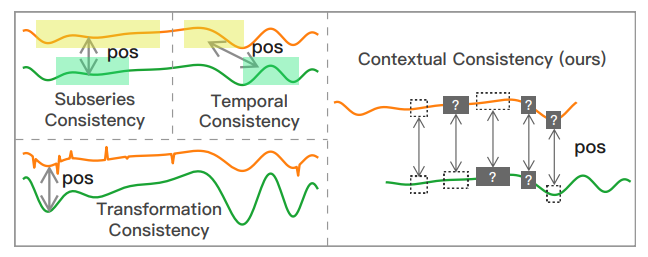 pos
Subseries
Consistency
pos
Temporal
Consistency
pos
Transformation
Consistency
Contextual Consistency (ours)
? ? ?
pos
? ?